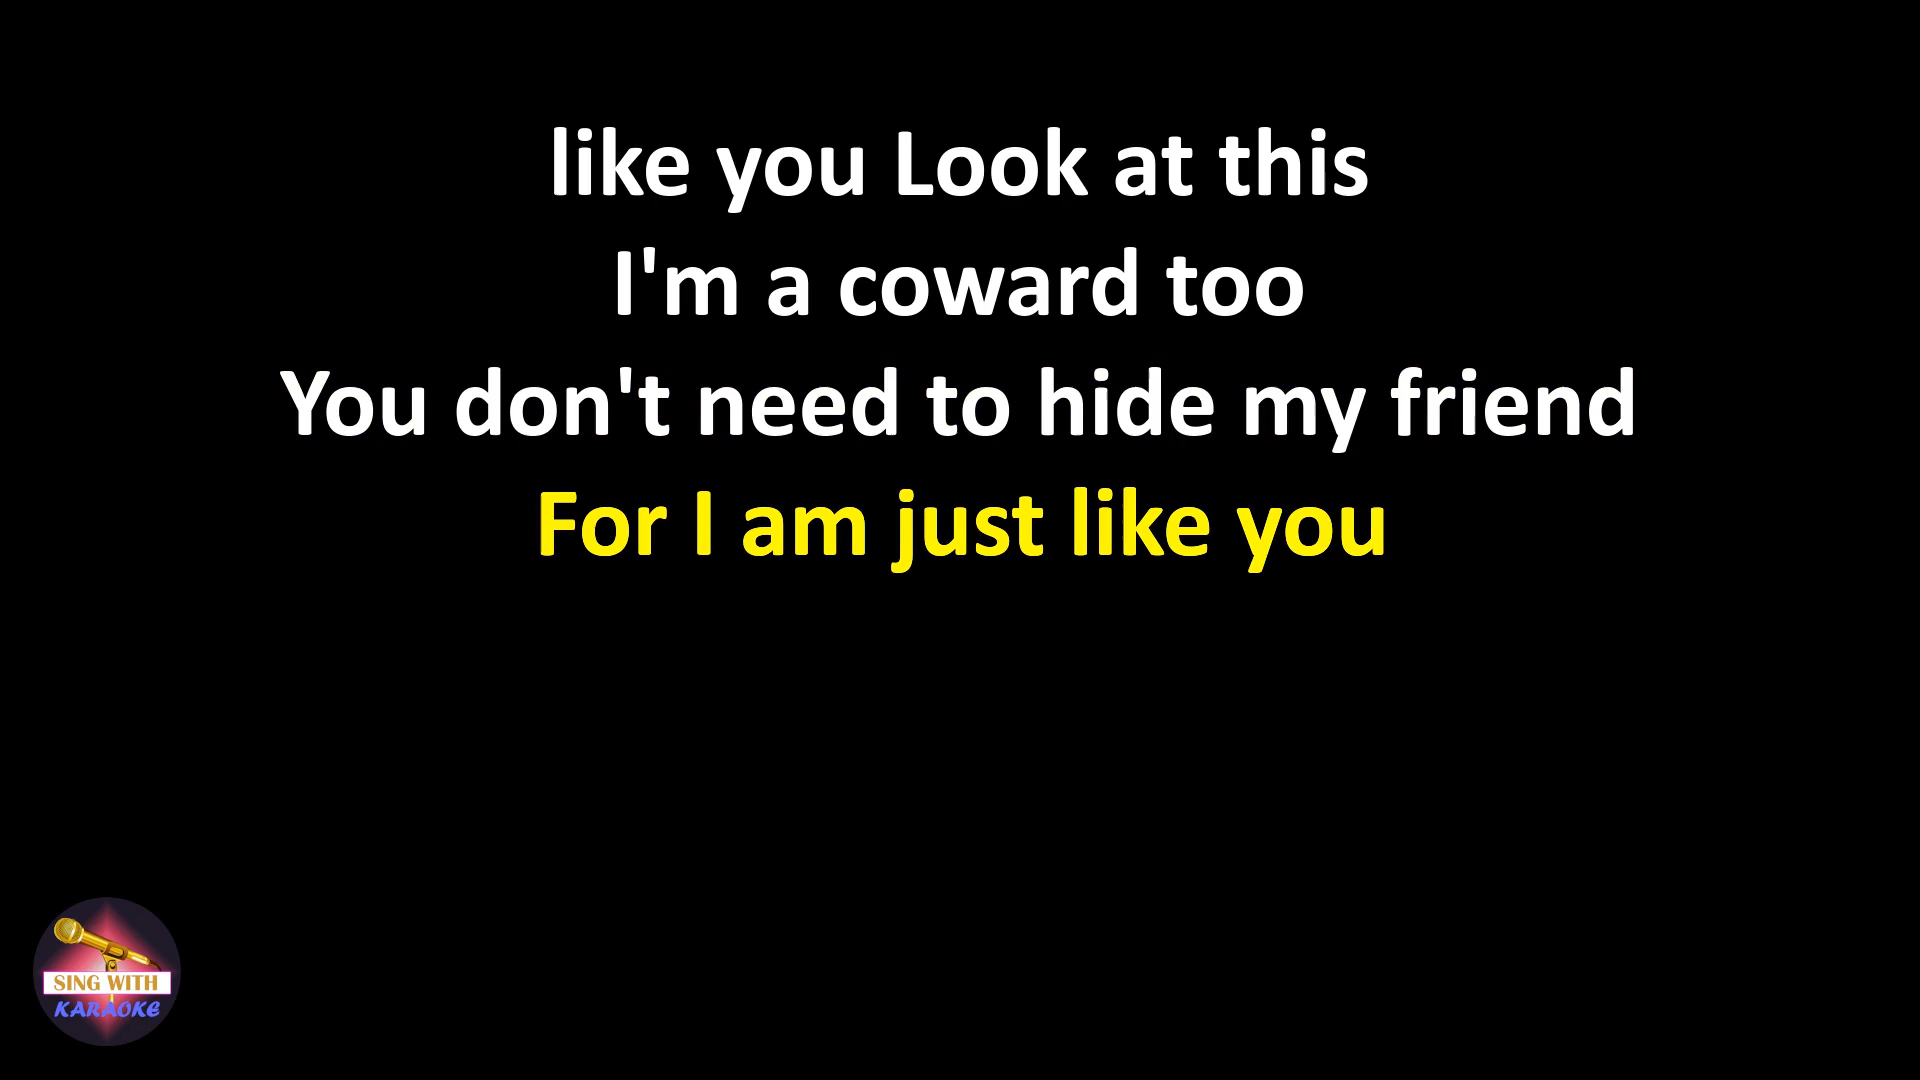 like you Look at this
I'm a coward too
You don't need to hide my friend
For I am just like you
SING WITH
KARAOKE